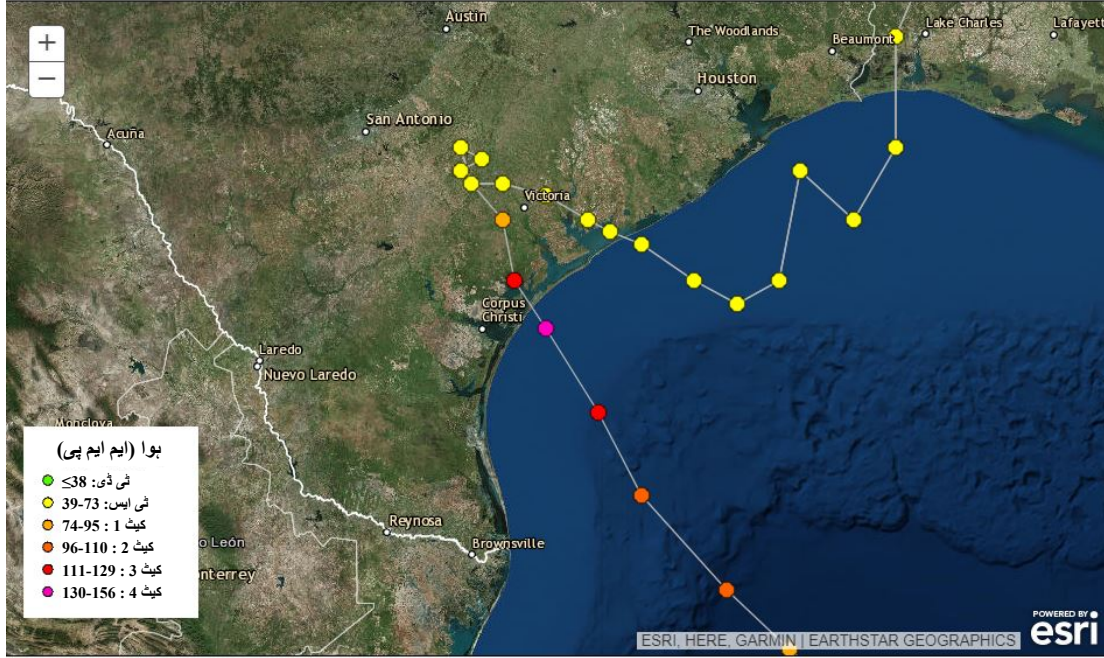 +
−
Austin
The Woodlands
Lake Charles
Lafayett
Beaumont
Houston
San Antonio
Acuña
Victoria
Corpus
Christi
Laredo
Nuevo Laredo
Monclova
Reynosa
Brownsville
o León
onterrey
ہوا (ایم ایم پی)
ٹی ڈی: 38≥
ٹی ایس: 39-73
کیٹ 1 : 74-95
کیٹ 2 : 96-110
کیٹ 3 : 111-129
کیٹ 4 : 130-156
ESRI, HERE, GARMIN | EARTHSTAR GEOGRAPHICS
POWERED BY
esri